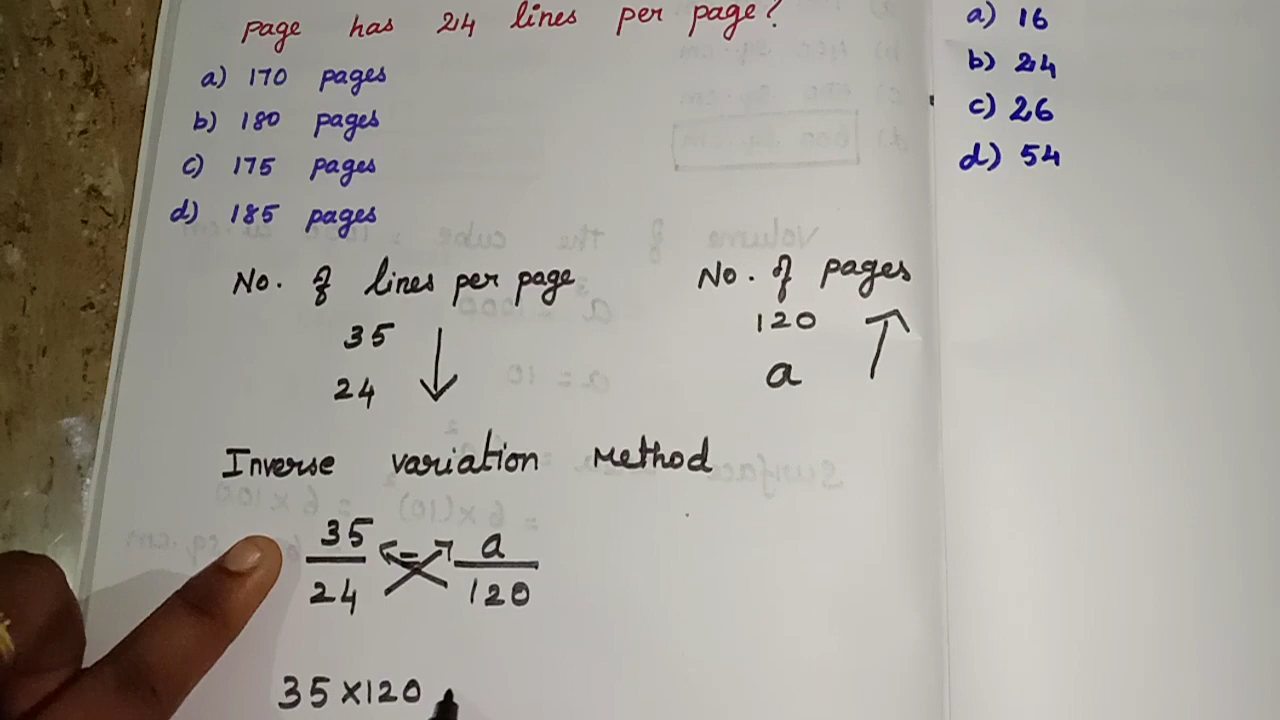 page has 24 lines per page?
a) 170 pages
b) 180 pages
c) 175 pages
d) 185 pages
a) 16
b) 24
c) 26
d) 54
No. of lines per page
No. of pages
35
120
24
a
Inverse variation Method
35/24 = a/120
35 × 120